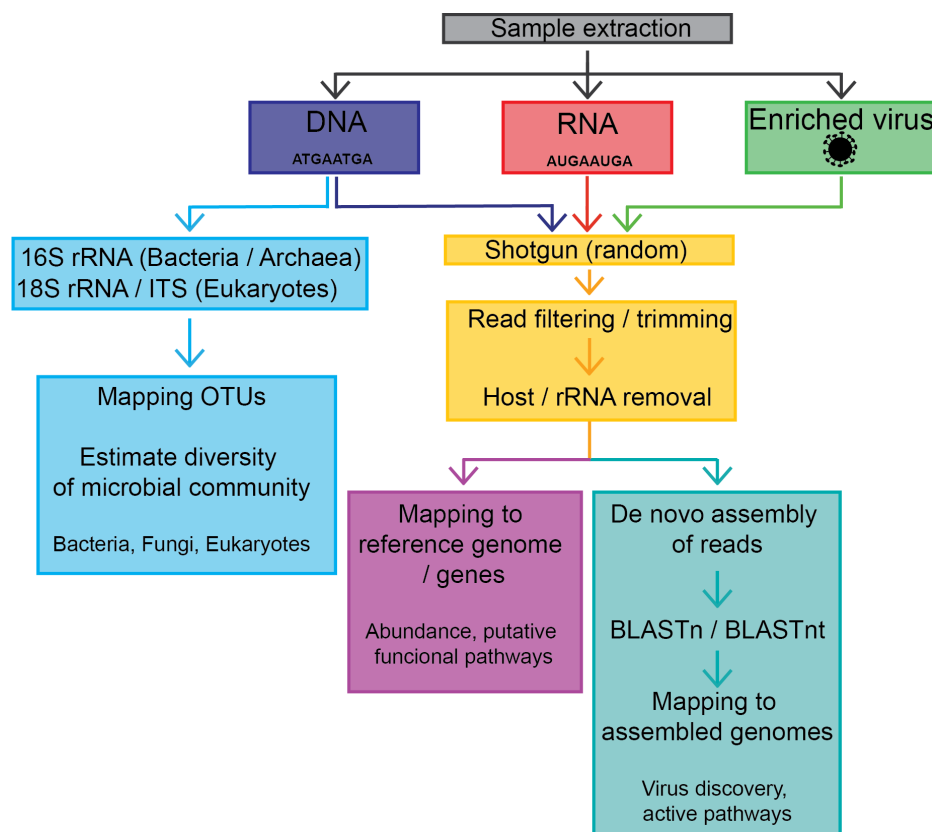 Sample extraction
DNA
ATGAATGA
RNA
AUGAAUGA
Enriched virus
16S rRNA (Bacteria / Archaea)
18S rRNA / ITS (Eukaryotes)
Shotgun (random)
Read filtering / trimming
Host / rRNA removal
Mapping OTUs
Estimate diversity
of microbial community
Bacteria, Fungi, Eukaryotes
Mapping to
reference genome
/ genes
Abundance, putative
funcional pathways
De novo assembly
of reads
BLASTn / BLASTnt
Mapping to
assembled genomes
Virus discovery,
active pathways